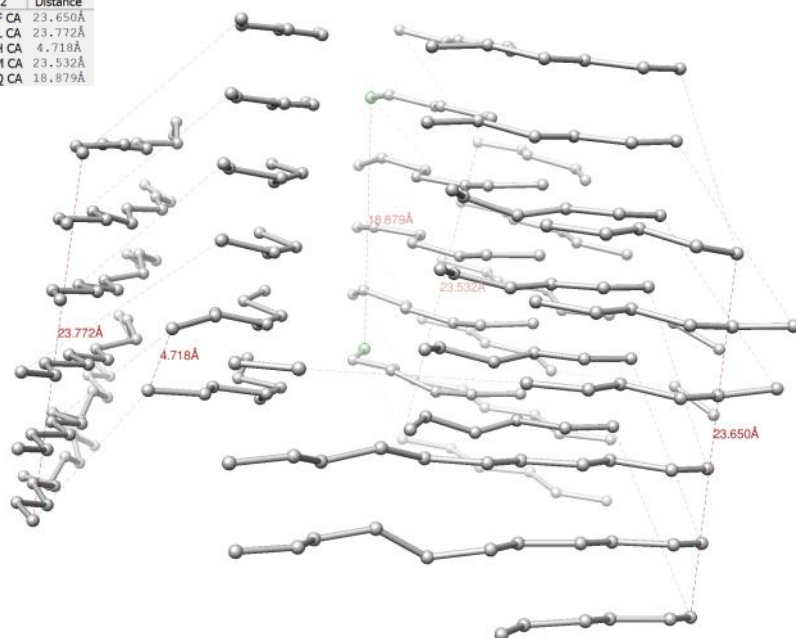 2 Distance
F CA 23.650Å
L CA 23.772Å
H CA 4.718Å
M CA 23.532Å
Q CA 18.879Å
18.879Å
23.532Å
23.772Å
4.718Å
23.650Å